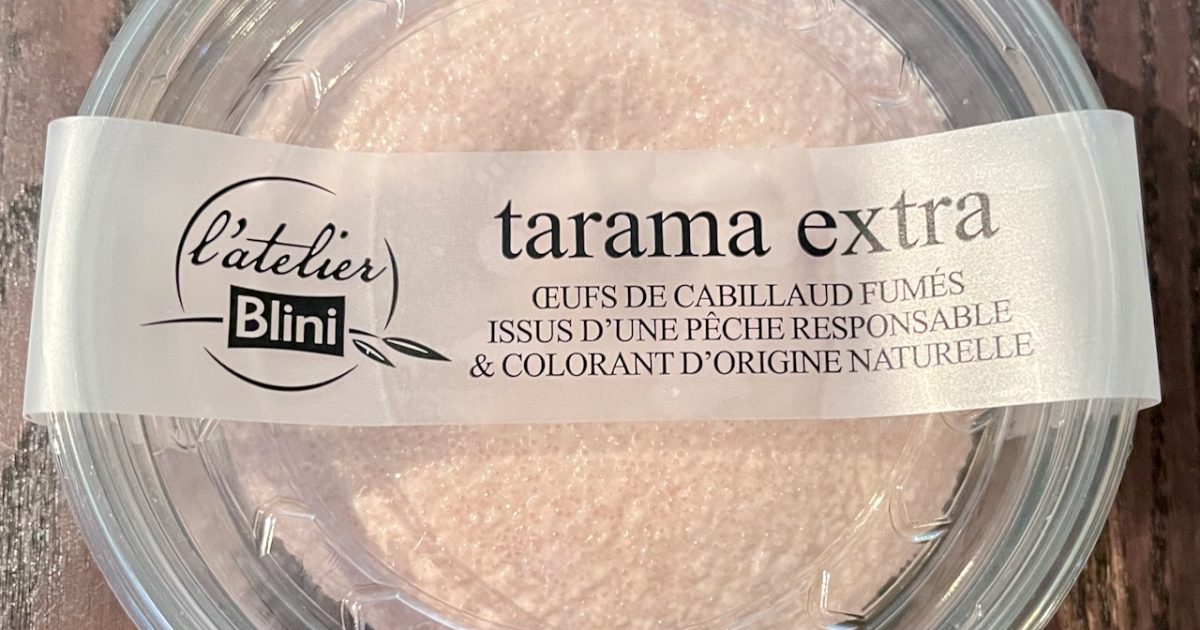 l'atelier
Blini
tarama extra
ŒUFS DE CABILLAUD FUMÉS
ISSUS D'UNE PÊCHE RESPONSABLE
& COLORANT D'ORIGINE NATURELLE